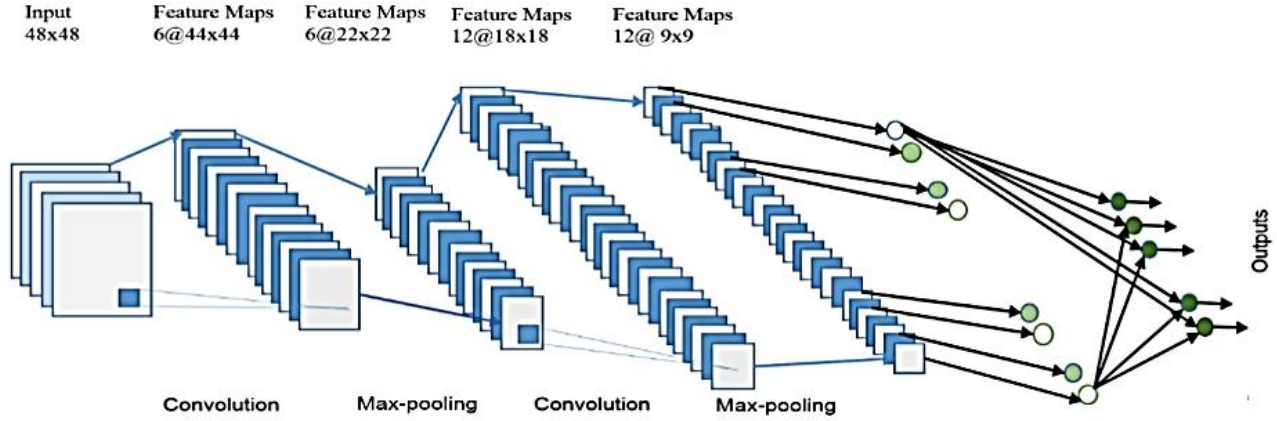 Input
48x48
Feature Maps
6@44x44
Feature Maps
6@22x22
Feature Maps
12@18x18
Feature Maps
12@ 9x9
Outputs
Convolution
Max-pooling
Convolution
Max-pooling